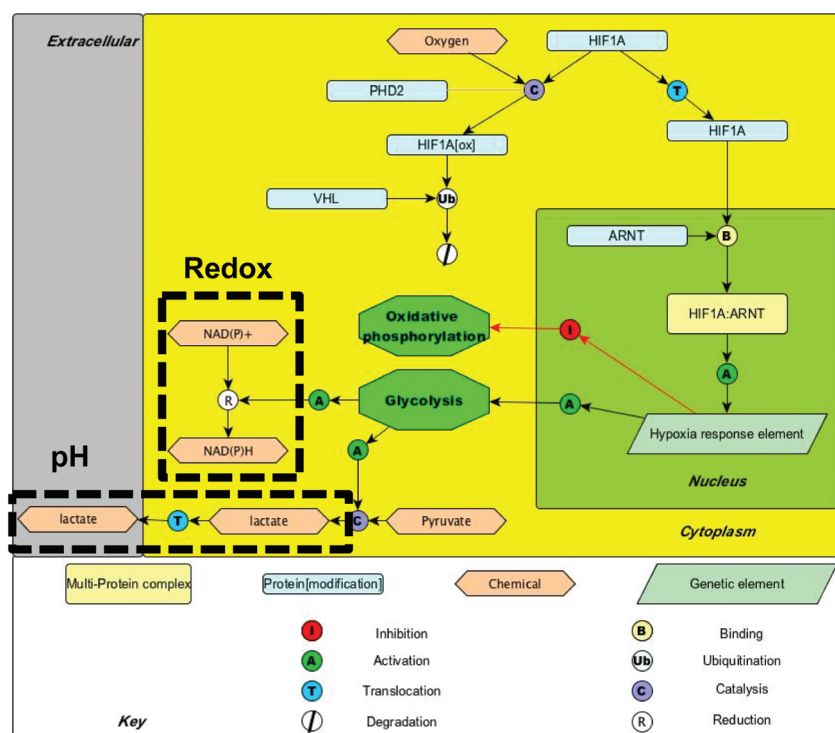 Extracellular
Oxygen
HIF1A
PHD2
C
T
HIF1A[ox]
HIF1A
VHL
Ub
ARNT
B
Redox
HIF1A:ARNT
NAD(P)+
Oxidative
phosphorylation
I
A
R
A
Glycolysis
A
Hypoxia response element
NAD(P)H
A
Nucleus
pH
lactate
T
lactate
C
Pyruvate
Cytoplasm
Multi-Protein complex
Protein[modification]
Chemical
Genetic element
I
Inhibition
B
Binding
A
Activation
Ub
Ubiquitination
T
Translocation
C
Catalysis
Key
Degradation
R
Reduction